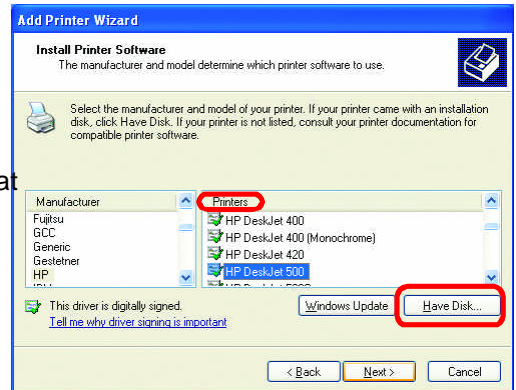 Add Printer Wizard
Install Printer Software
The manufacturer and model determine which printer software to use.
Select the manufacturer and model of your printer. If your printer came with an installation
disk, click Have Disk. If your printer is not listed, consult your printer documentation for
compatible printer software.
at
Manufacturer
Fujitsu
GCC
Generic
Gestetner
HP
Printers
HP DeskJet 400
HP DeskJet 400 (Monochrome)
HP DeskJet 420
HP DeskJet 500
This driver is digitally signed.
Tell me why driver signing is important
Windows Update
Have Disk...
< Back
Next >
Cancel